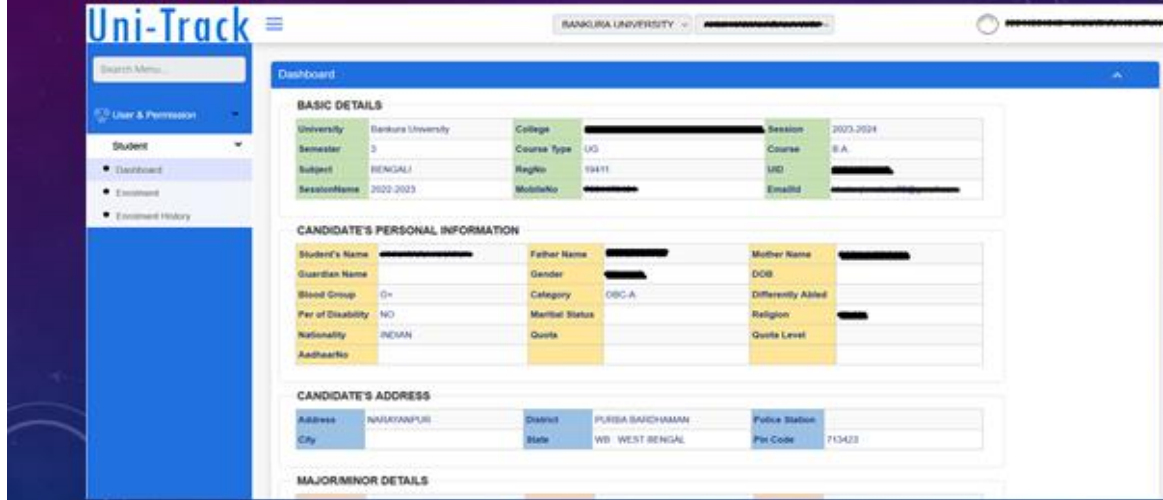 Uni-Track
BANKURA UNIVERSITY
Search Menu...
Dashboard
User & Permission
Student
Dashboard
Enrolment
Enrolment History
BASIC DETAILS
University Bankura University College Session 2023-2024
Semester 3 Course Type UG Course B.A.
Subject BENGALI RegNo 19411 UID
SessionName 2022-2023 MobileNo EmailId
CANDIDATE'S PERSONAL INFORMATION
Student's Name Father Name Mother Name
Guardian Name Gender DOB
Blood Group O+ Category OBC-A Differently Abled
Per of Disability NO Maritial Status Religion
Nationality INDIAN Quota Quota Level
AadhaarNo
CANDIDATE'S ADDRESS
Address NARAYANPUR District PURBA BARDHAMAN Police Station
City State WB WEST BENGAL Pin Code 713423
MAJOR/MINOR DETAILS